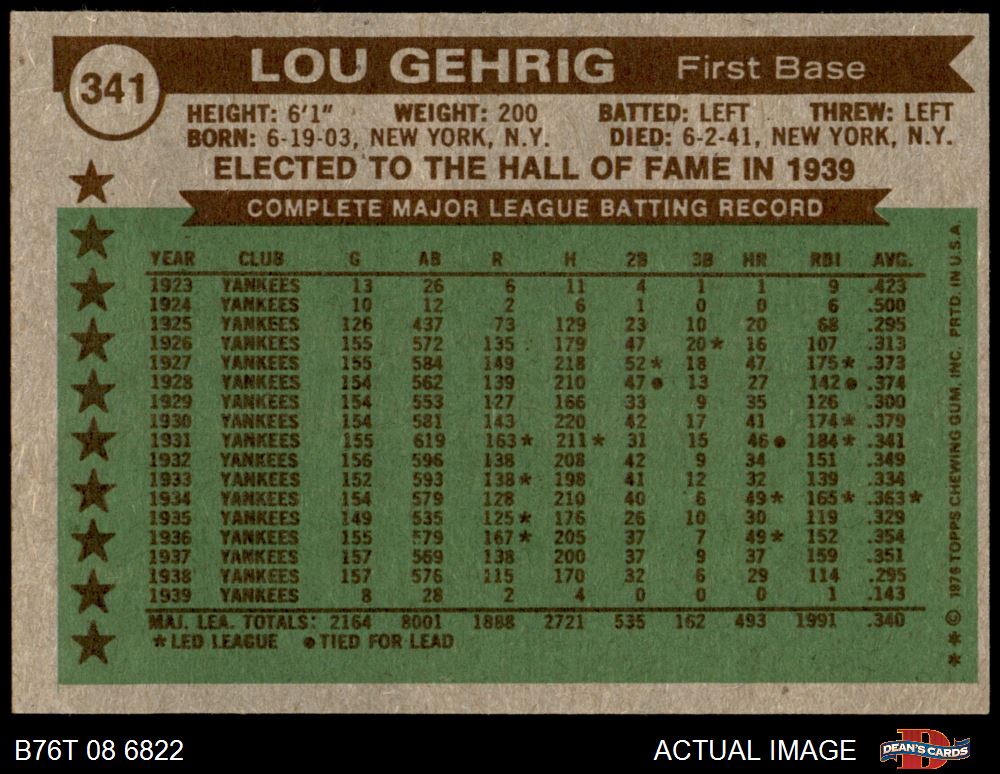 341
LOU GEHRIG First Base
HEIGHT: 6'1" WEIGHT: 200 BATTED: LEFT THREW: LEFT
BORN: 6-19-03, NEW YORK, N.Y. DIED: 6-2-41, NEW YORK, N.Y.
ELECTED TO THE HALL OF FAME IN 1939
COMPLETE MAJOR LEAGUE BATTING RECORD
YEAR CLUB G AB R H 2B 3B HR RBI AVG.
1923 YANKEES 13 26 6 11 4 1 1 9 .423
1924 YANKEES 10 12 2 6 1 0 0 6 .500
1925 YANKEES 126 437 73 129 23 10 20 68 .295
1926 YANKEES 155 572 135 179 47 20* 16 107 .313
1927 YANKEES 155 584 149 218 52* 18 47 175* .373
1928 YANKEES 154 562 139 210 47● 13 27 142● .374
1929 YANKEES 154 553 127 166 33 9 35 126 .300
1930 YANKEES 154 581 143 220 42 17 41 174* .379
1931 YANKEES 155 619 163* 211* 31 15 46● 184* .341
1932 YANKEES 156 596 138 208 42 9 34 151 .349
1933 YANKEES 152 593 138* 198 41 12 32 139 .334
1934 YANKEES 154 579 128 210 40 6 49* 165* .363*
1935 YANKEES 149 535 125* 176 26 10 30 119 .329
1936 YANKEES 155 579 167* 205 37 7 49* 152 .354
1937 YANKEES 157 569 138 200 37 9 37 159 .351
1938 YANKEES 157 576 115 170 32 6 29 114 .295
1939 YANKEES 8 28 2 4 0 0 0 1 .143
MAJ. LEA. TOTALS: 2164 8001 1888 2721 535 162 493 1991 .340
*LED LEAGUE ●TIED FOR LEAD
** © 1976 TOPPS CHEWING GUM, INC. PRTD. IN U.S.A.
B76T 08 6822 ACTUAL IMAGE DEAN'S CARDS